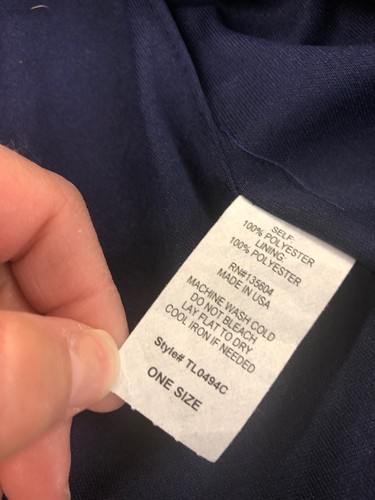 SELF:
100% POLYESTER
LINING:
100% POLYESTER
RN#135604
MADE IN USA
MACHINE WASH COLD
DO NOT BLEACH
LAY FLAT TO DRY
COOL IRON IF NEEDED
Style# TL0494C
ONE SIZE